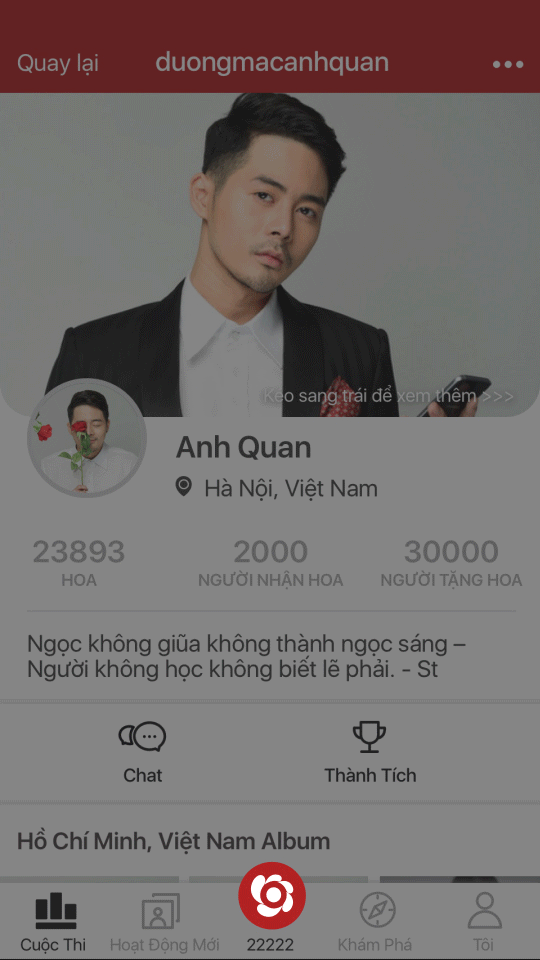 Quay lại duongmacanhquan
Kéo sang trái để xem thêm >>>
Anh Quan
Hà Nội, Việt Nam
23893 2000 30000
HOA NGƯỜI NHẬN HOA NGƯỜI TẶNG HOA
Ngọc không giũa không thành ngọc sáng –
Người không học không biết lẽ phải. - St
Chat Thành Tích
Hồ Chí Minh, Việt Nam Album
Cuộc Thi Hoạt Động Mới 22222 Khám Phá Tôi